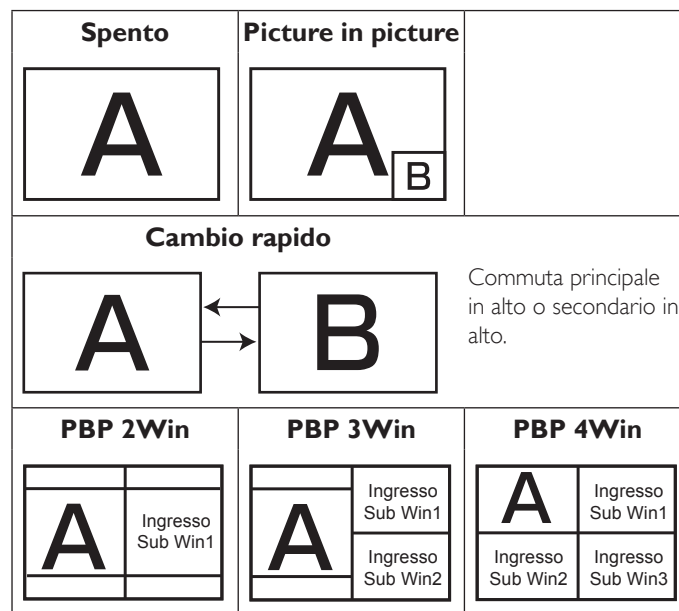 Spento
Picture in picture
A
A
B
Cambio rapido
A
B
Commuta principale
in alto o secondario in
alto.
PBP 2Win
PBP 3Win
PBP 4Win
A
Ingresso
Sub Win1
A
Ingresso
Sub Win1
Ingresso
Sub Win2
A
Ingresso
Sub Win1
Ingresso
Sub Win2
Ingresso
Sub Win3